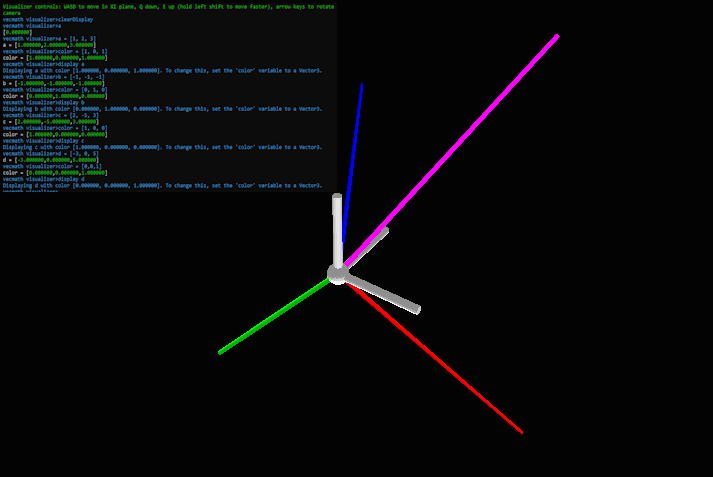 Visualizer controls: WASD to move in XZ plane, Q down, E up (hold left shift to move faster), arrow keys to rotate
camera
vecmath visualizer>clearDisplay
vecmath visualizer>a
[0.000000]
vecmath visualizer>a = [1, 2, 3]
a = [1.000000,2.000000,3.000000]
vecmath visualizer>color = [1, 0, 1]
color = [1.000000,0.000000,1.000000]
vecmath visualizer>display a
Displaying a with color [1.000000, 0.000000, 1.000000]. To change this, set the 'color' variable to a Vector3.
vecmath visualizer>b = [-1, -1, -1]
b = [-1.000000,-1.000000,-1.000000]
vecmath visualizer>color = [0, 1, 0]
color = [0.000000,1.000000,0.000000]
vecmath visualizer>display b
Displaying b with color [0.000000, 1.000000, 0.000000]. To change this, set the 'color' variable to a Vector3.
vecmath visualizer>c = [2, -5, 3]
c = [2.000000,-5.000000,3.000000]
vecmath visualizer>color = [1, 0, 0]
color = [1.000000,0.000000,0.000000]
vecmath visualizer>display c
Displaying c with color [1.000000, 0.000000, 0.000000]. To change this, set the 'color' variable to a Vector3.
vecmath visualizer>d = [-3, 0, 5]
d = [-3.000000,0.000000,5.000000]
vecmath visualizer>color = [0,0,1]
color = [0.000000,0.000000,1.000000]
vecmath visualizer>display d
Displaying d with color [0.000000, 0.000000, 1.000000]. To change this, set the 'color' variable to a Vector3.